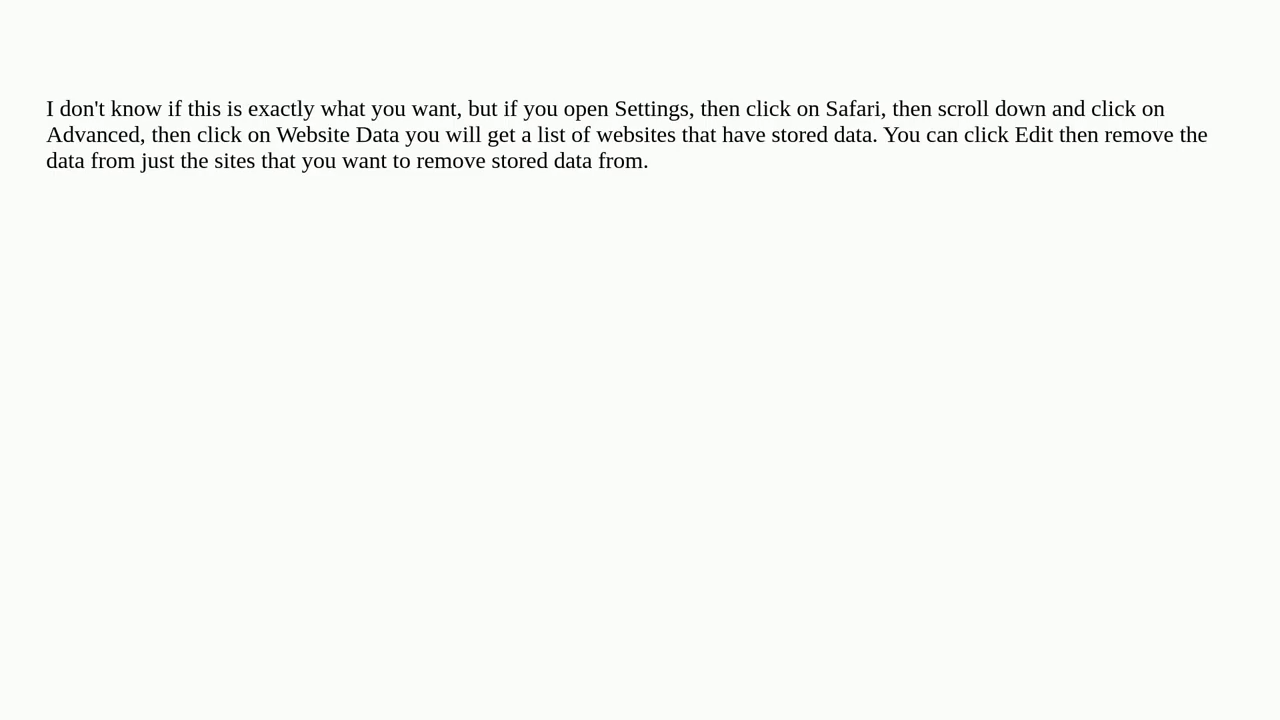 I don't know if this is exactly what you want, but if you open Settings, then click on Safari, then scroll down and click on
Advanced, then click on Website Data you will get a list of websites that have stored data. You can click Edit then remove the
data from just the sites that you want to remove stored data from.